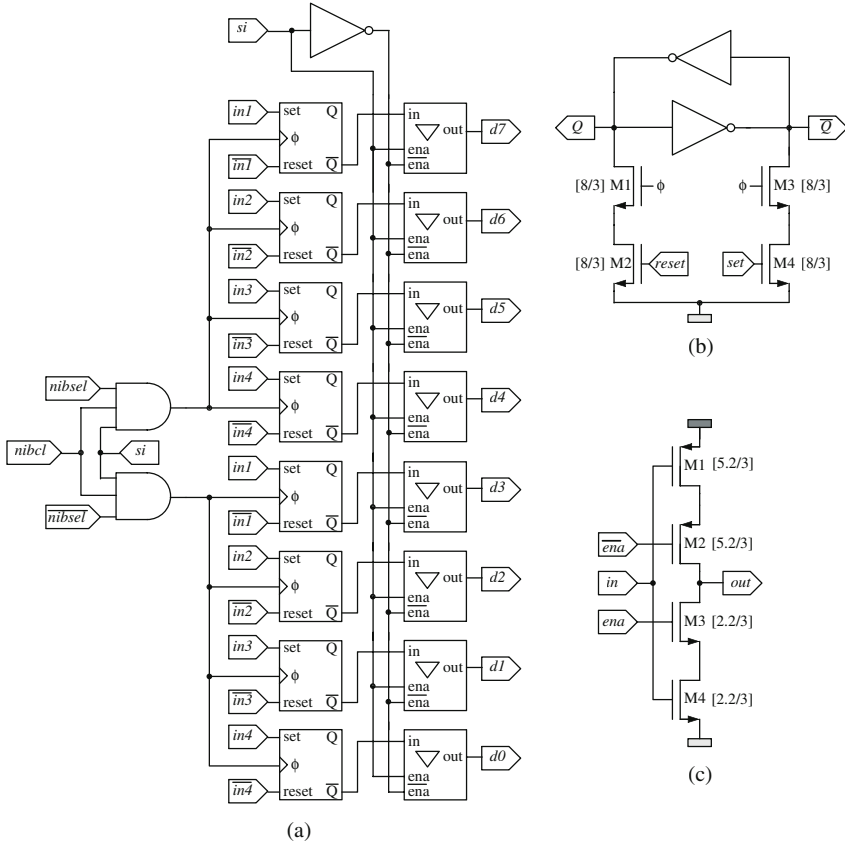 si
in1
set
Q
ϕ
in1
reset
Q
in
out
ena
ena
d7
in2
set
Q
ϕ
in2
reset
Q
in
out
ena
ena
d6
in3
set
Q
ϕ
in3
reset
Q
in
out
ena
ena
d5
in4
set
Q
ϕ
in4
reset
Q
in
out
ena
ena
d4
nibsel
nibcl
si
nibsel
in1
set
Q
ϕ
in1
reset
Q
in
out
ena
ena
d3
in2
set
Q
ϕ
in2
reset
Q
in
out
ena
ena
d2
in3
set
Q
ϕ
in3
reset
Q
in
out
ena
ena
d1
in4
set
Q
ϕ
in4
reset
Q
in
out
ena
ena
d0
(a)
Q
Q
[8/3] M1
ϕ
ϕ
M3 [8/3]
[8/3] M2
reset
set
M4 [8/3]
(b)
M1 [5.2/3]
ena
M2 [5.2/3]
in
out
ena
M3 [2.2/3]
M4 [2.2/3]
(c)